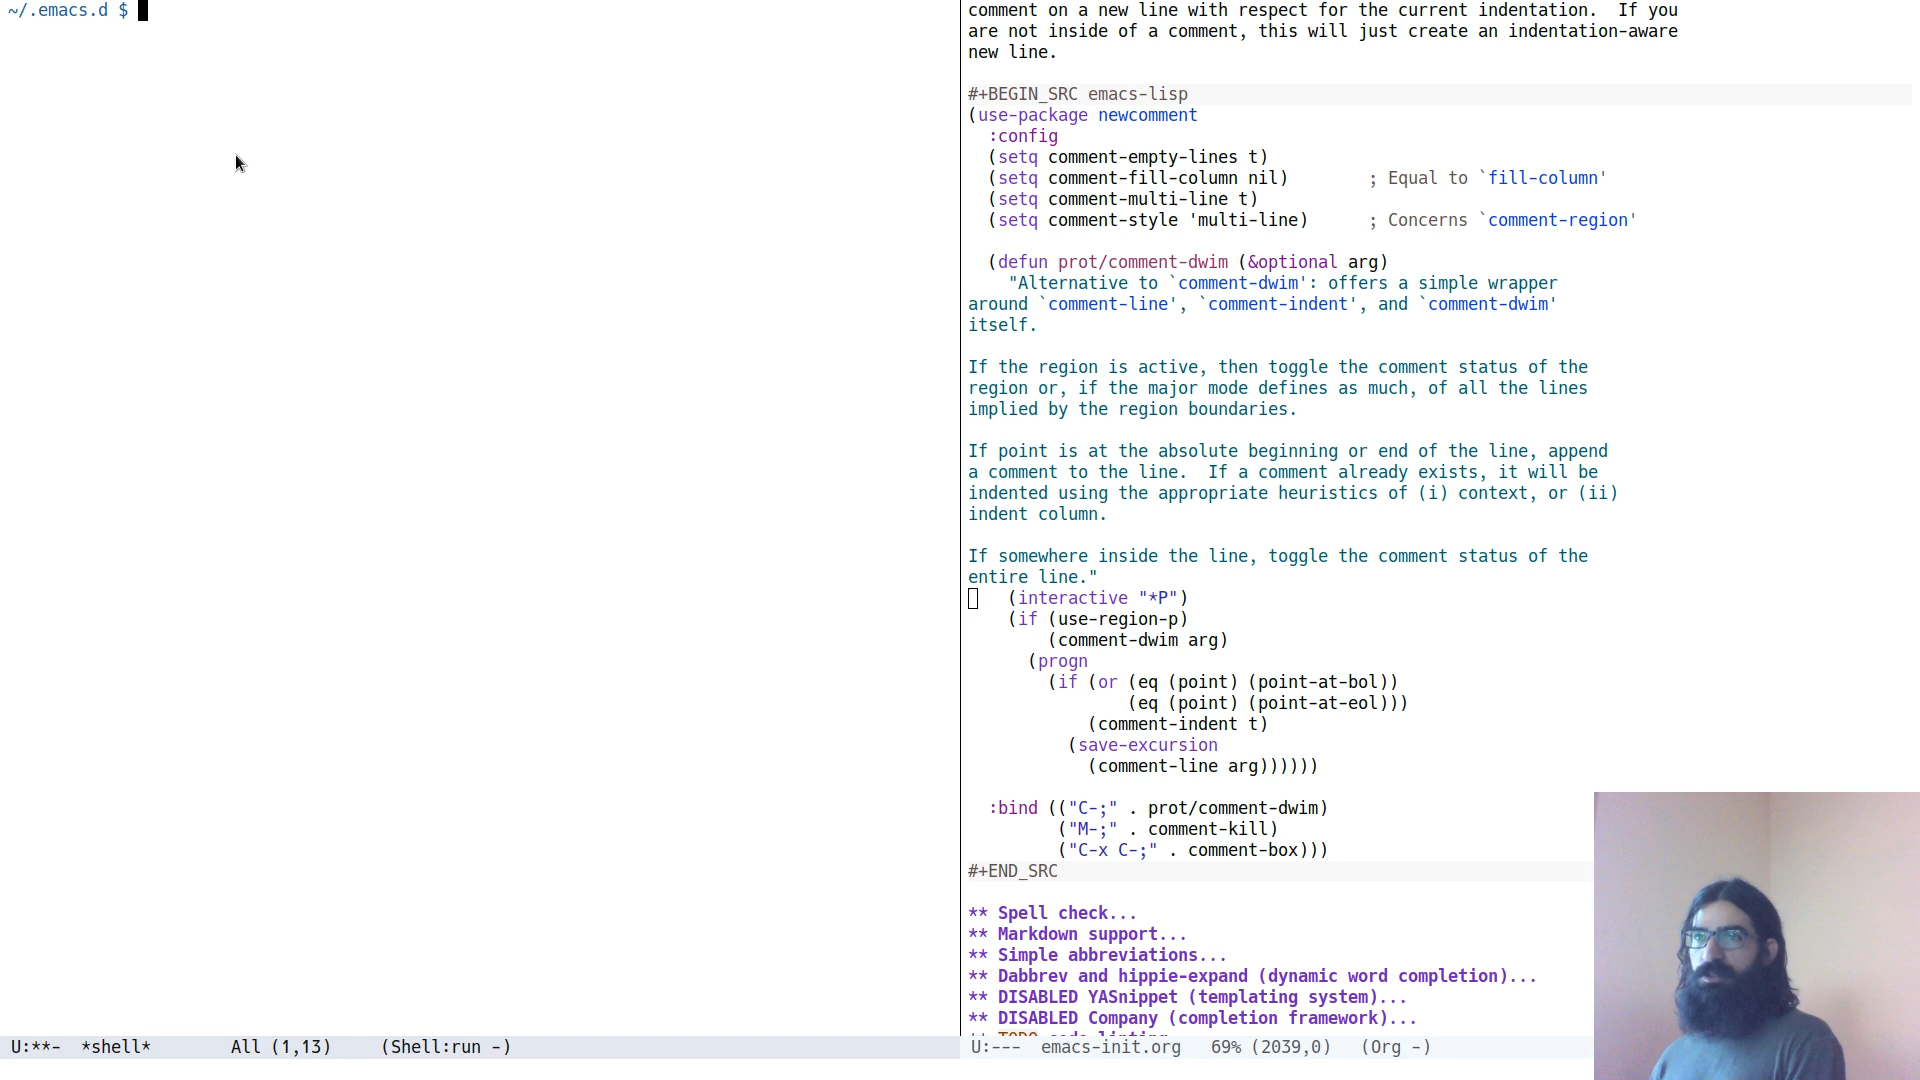 ~/.emacs.d $
U:**-  *shell*        All (1,13)     (Shell:run -)
comment on a new line with respect for the current indentation.  If you
are not inside of a comment, this will just create an indentation-aware
new line.

#+BEGIN_SRC emacs-lisp
(use-package newcomment
  :config
  (setq comment-empty-lines t)
  (setq comment-fill-column nil)        ; Equal to `fill-column'
  (setq comment-multi-line t)
  (setq comment-style 'multi-line)      ; Concerns `comment-region'

  (defun prot/comment-dwim (&optional arg)
    "Alternative to `comment-dwim': offers a simple wrapper
around `comment-line', `comment-indent', and `comment-dwim'
itself.

If the region is active, then toggle the comment status of the
region or, if the major mode defines as much, of all the lines
implied by the region boundaries.

If point is at the absolute beginning or end of the line, append
a comment to the line.  If a comment already exists, it will be
indented using the appropriate heuristics of (i) context, or (ii)
indent column.

If somewhere inside the line, toggle the comment status of the
entire line."
    (interactive "*P")
    (if (use-region-p)
        (comment-dwim arg)
      (progn
        (if (or (eq (point) (point-at-bol))
                (eq (point) (point-at-eol)))
            (comment-indent t)
          (save-excursion
            (comment-line arg))))))

  :bind (("C-;" . prot/comment-dwim)
         ("M-;" . comment-kill)
         ("C-x C-;" . comment-box)))
#+END_SRC

** Spell check...
** Markdown support...
** Simple abbreviations...
** Dabbrev and hippie-expand (dynamic word completion)...
** DISABLED YASnippet (templating system)...
** DISABLED Company (completion framework)...
U:---  emacs-init.org   69% (2039,0)   (Org -)